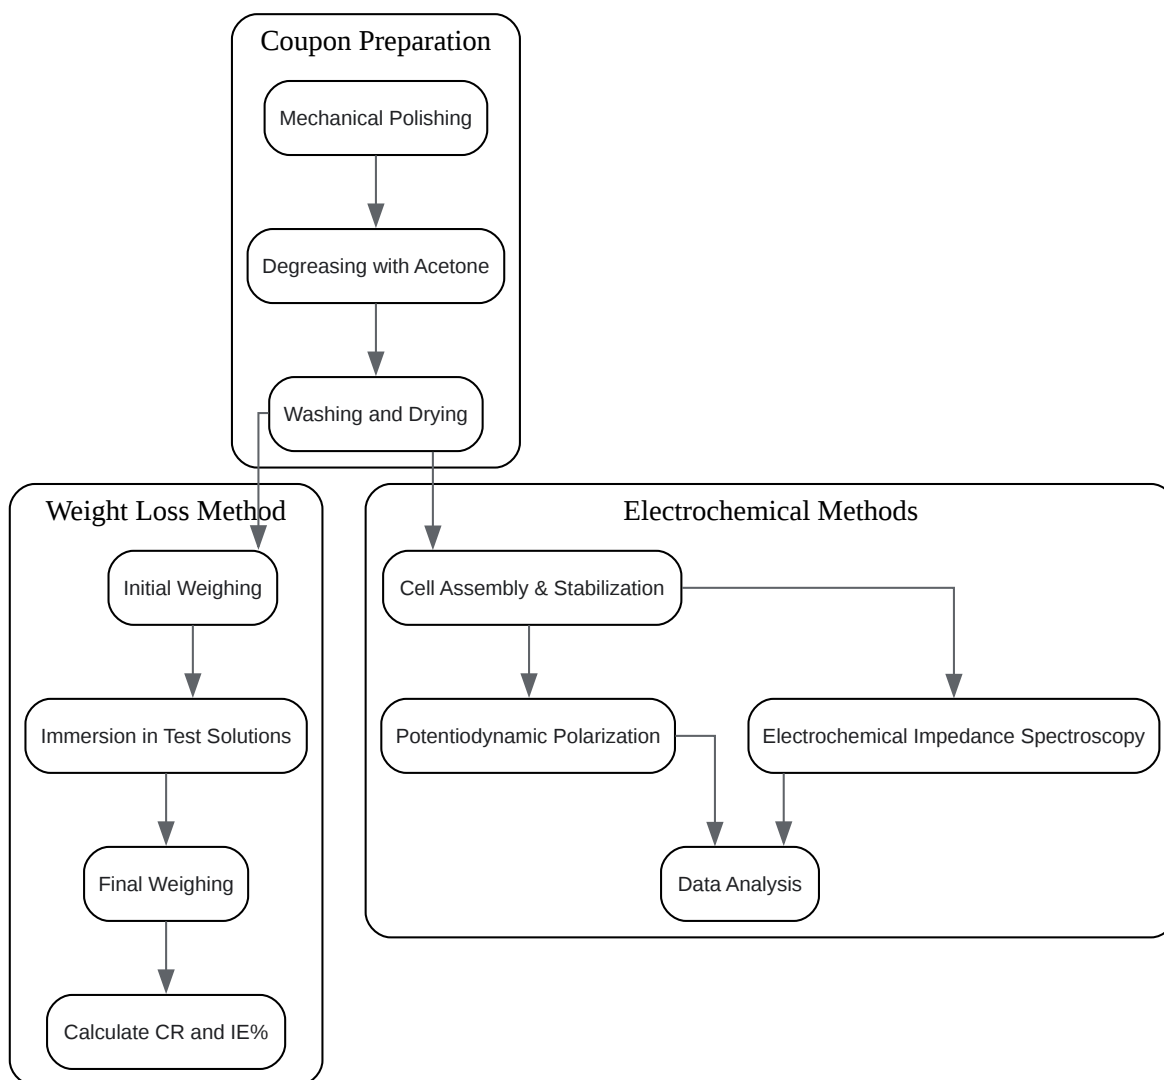 Coupon Preparation
Mechanical Polishing
Degreasing with Acetone
Washing and Drying
Weight Loss Method
Initial Weighing
Immersion in Test Solutions
Final Weighing
Calculate CR and IE%
Electrochemical Methods
Cell Assembly & Stabilization
Potentiodynamic Polarization
Electrochemical Impedance Spectroscopy
Data Analysis